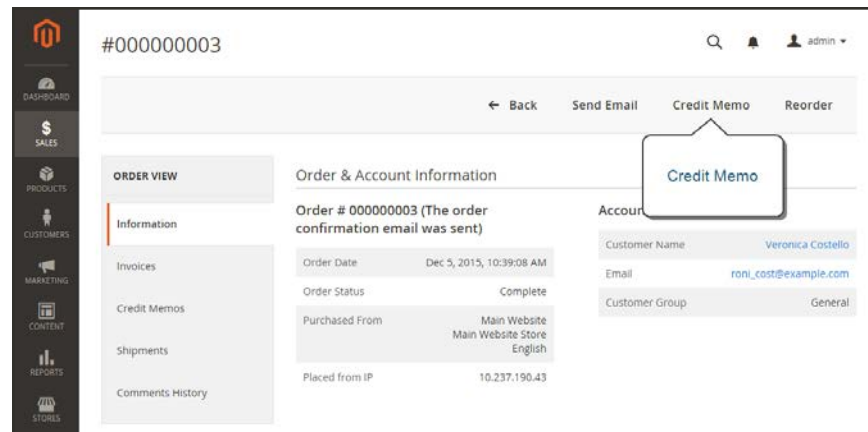 #000000003
admin
DASHBOARD
SALES
PRODUCTS
CUSTOMERS
MARKETING
CONTENT
REPORTS
STORES
Back
Send Email
Credit Memo
Reorder
Credit Memo
ORDER VIEW
Information
Invoices
Credit Memos
Shipments
Comments History
Order & Account Information
Order # 000000003 (The order
confirmation email was sent)
Order Date Dec 5, 2015, 10:39:08 AM
Order Status Complete
Purchased From Main Website
Main Website Store
English
Placed from IP 10.237.190.43
Accour
Customer Name Veronica Costello
Email roni_cost@example.com
Customer Group General